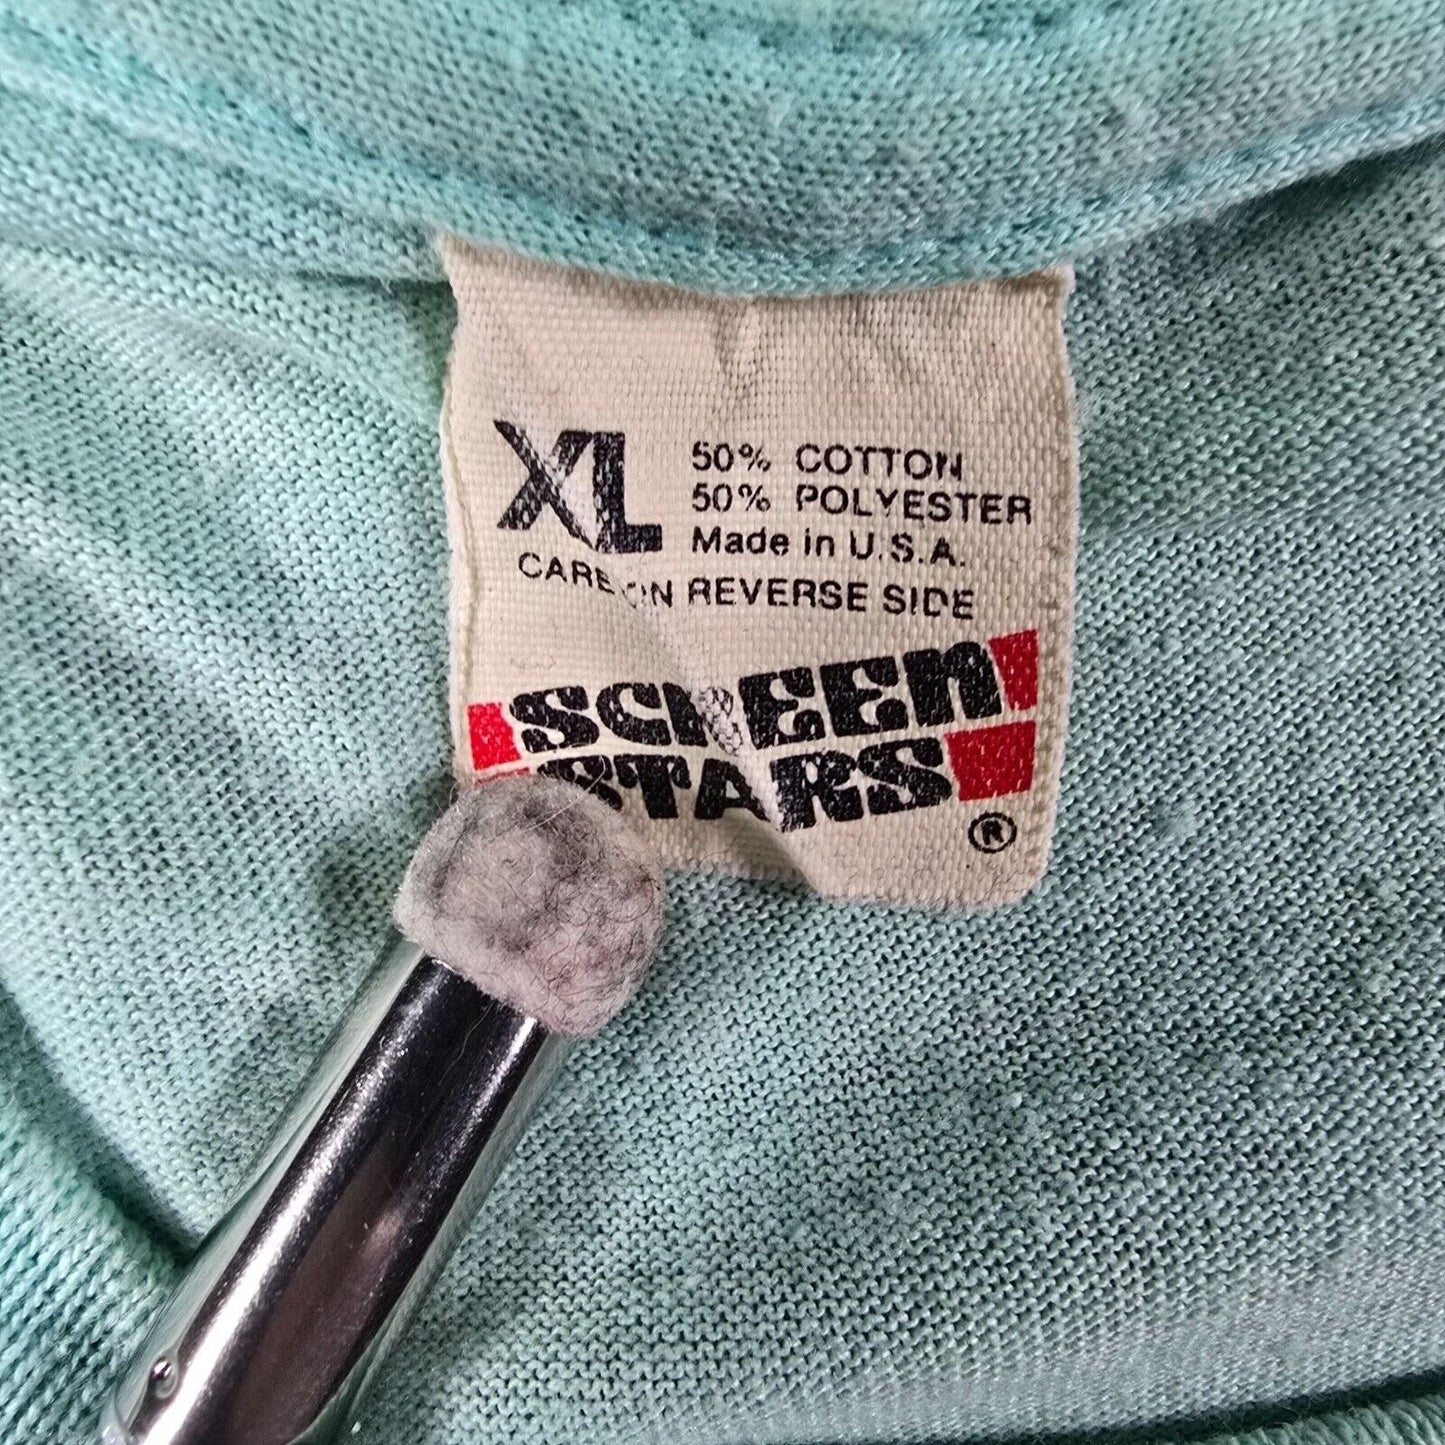 XL
50% COTTON
50% POLYESTER
Made in U.S.A.
CARE ON REVERSE SIDE
SCREEN
STARS
®